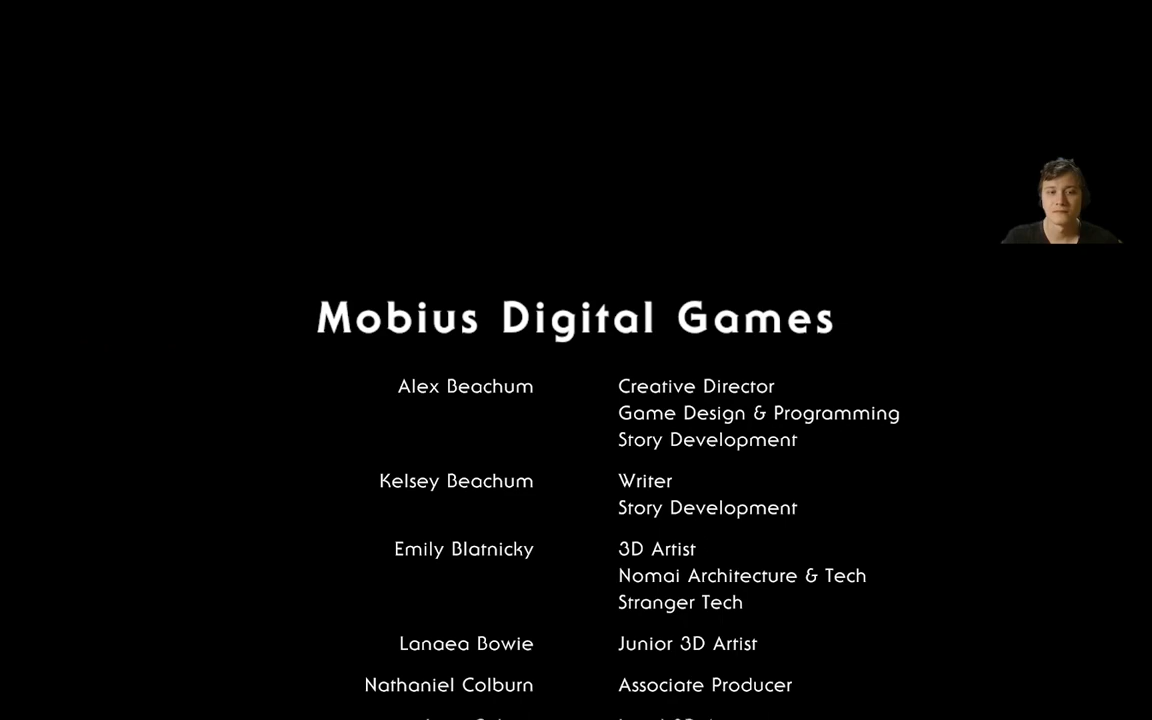 Mobius Digital Games
Alex Beachum Creative Director
Game Design & Programming
Story Development
Kelsey Beachum Writer
Story Development
Emily Blatnicky 3D Artist
Nomai Architecture & Tech
Stranger Tech
Lanaea Bowie Junior 3D Artist
Nathaniel Colburn Associate Producer